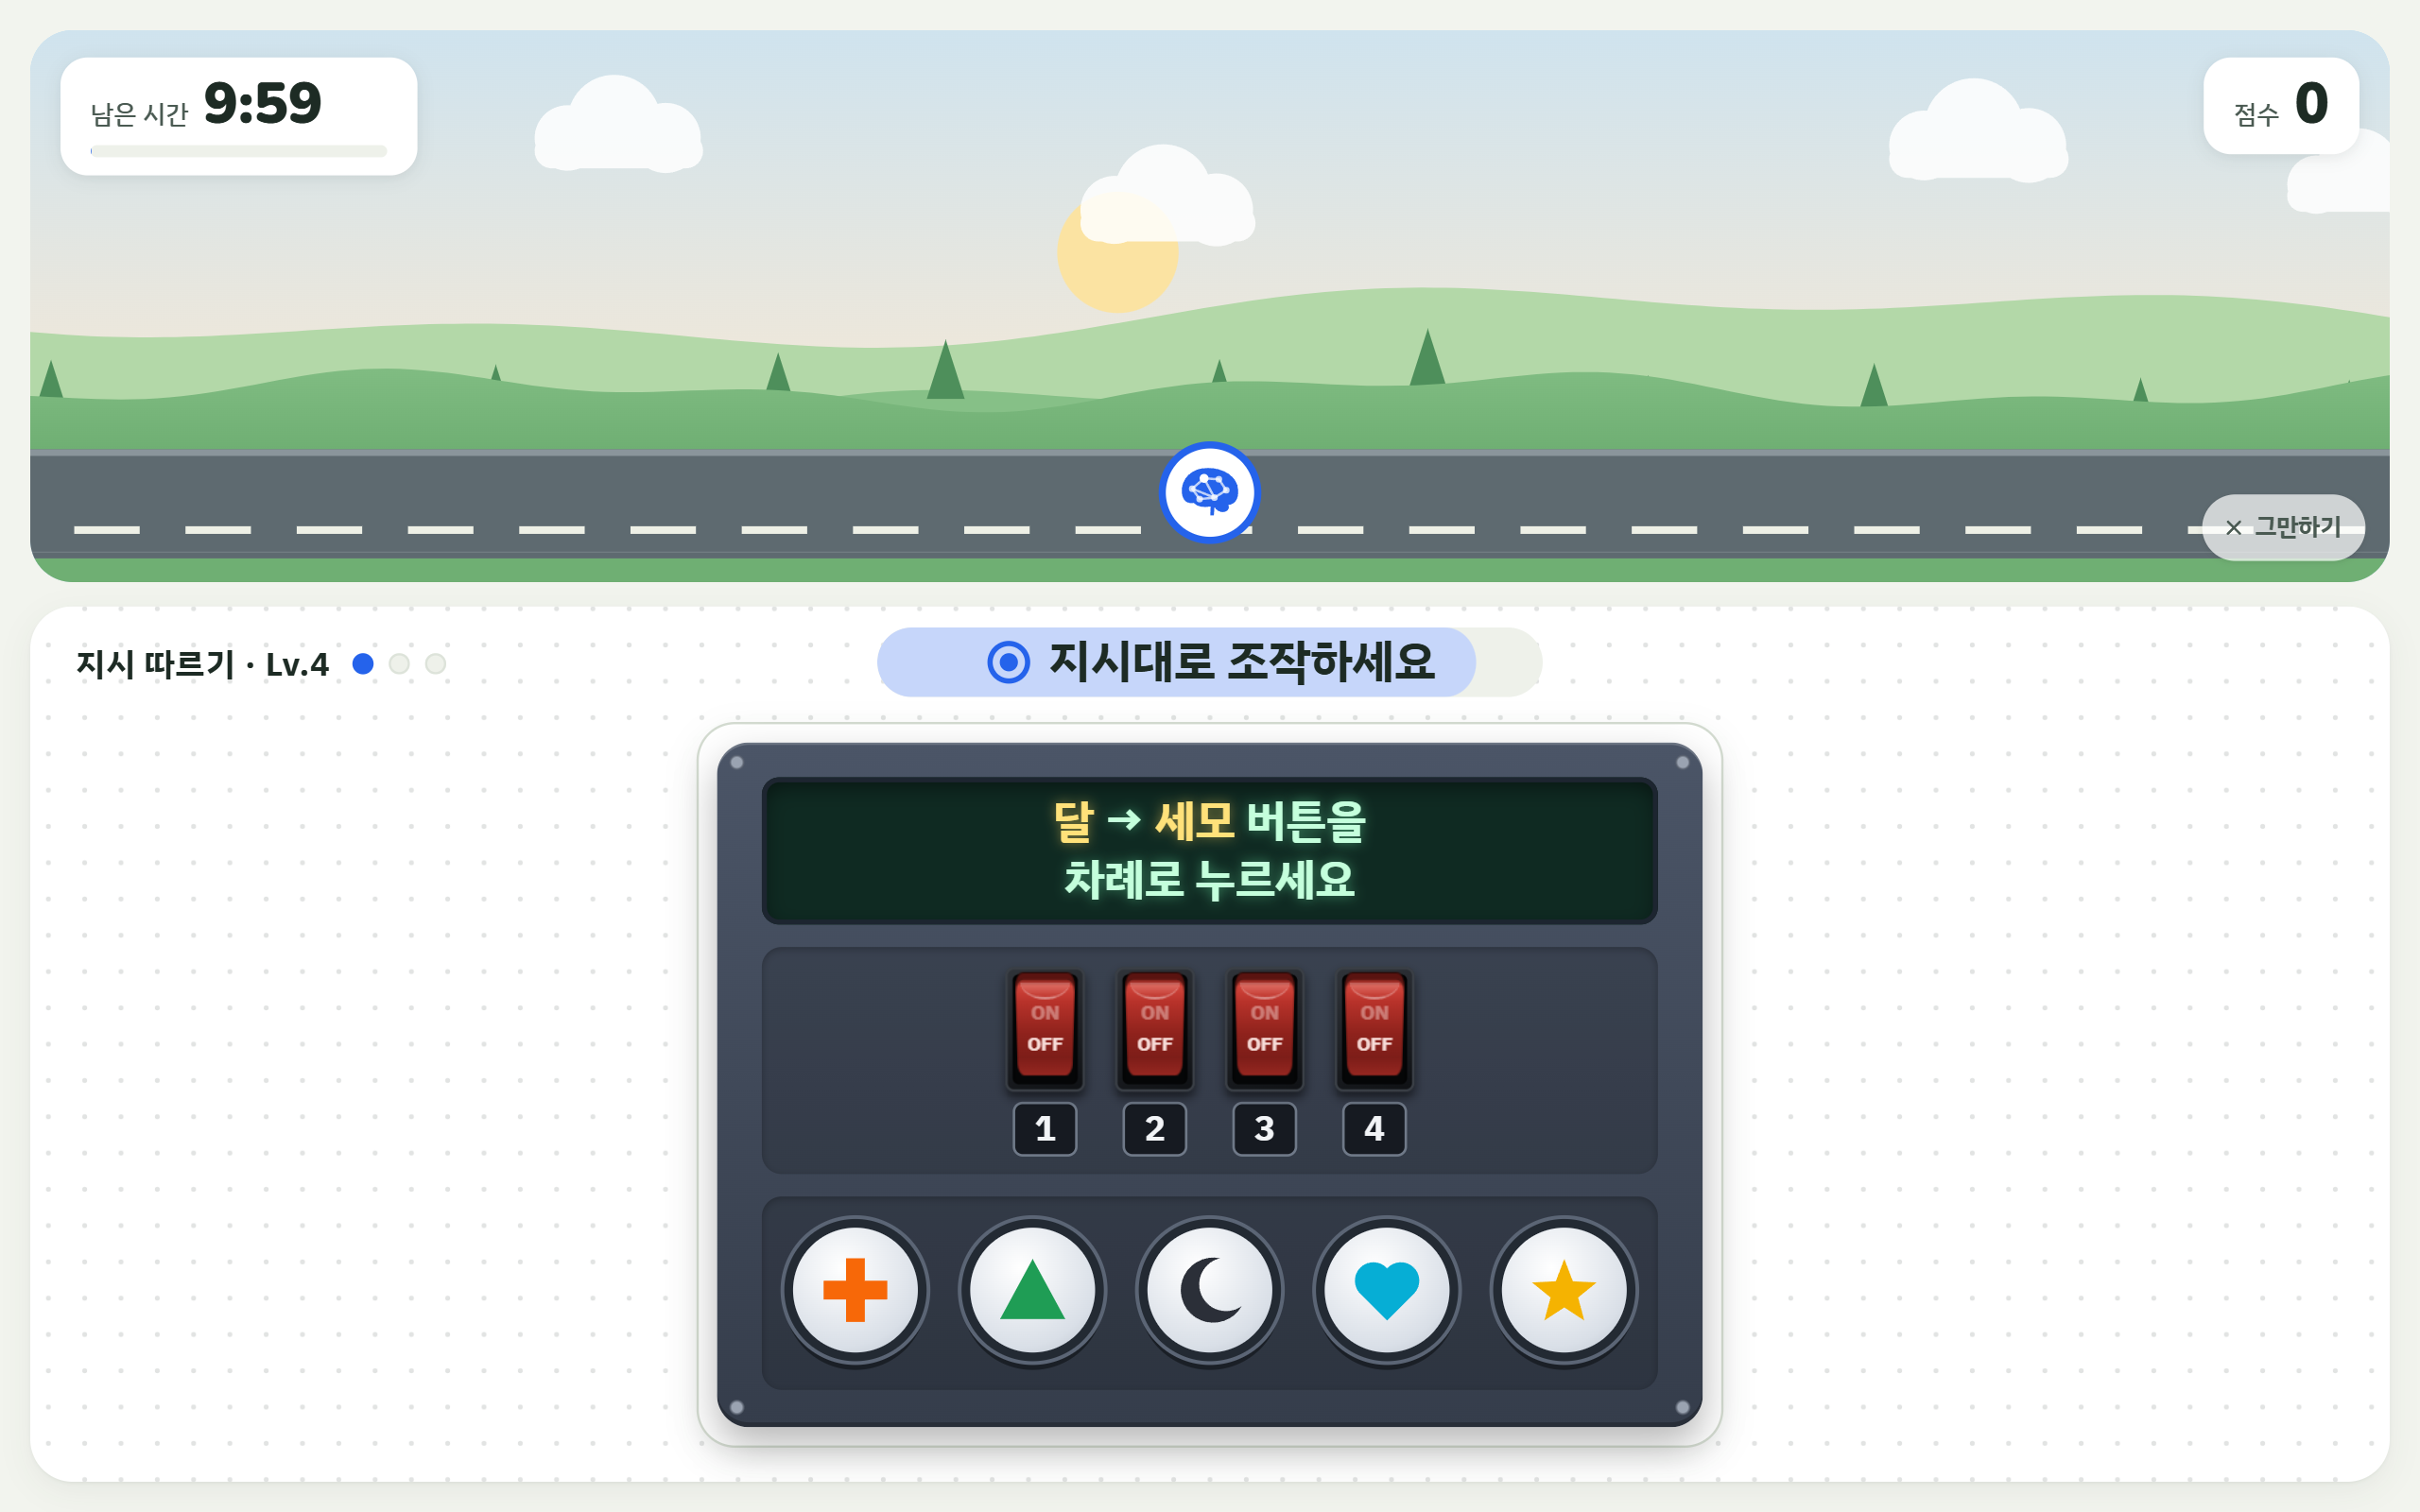 남은 시간 9:59
점수 0
× 그만하기
지시 따르기 · Lv.4
지시대로 조작하세요
달 → 세모 버튼을
차례로 누르세요
ON ON ON ON
OFF OFF OFF OFF
1 2 3 4